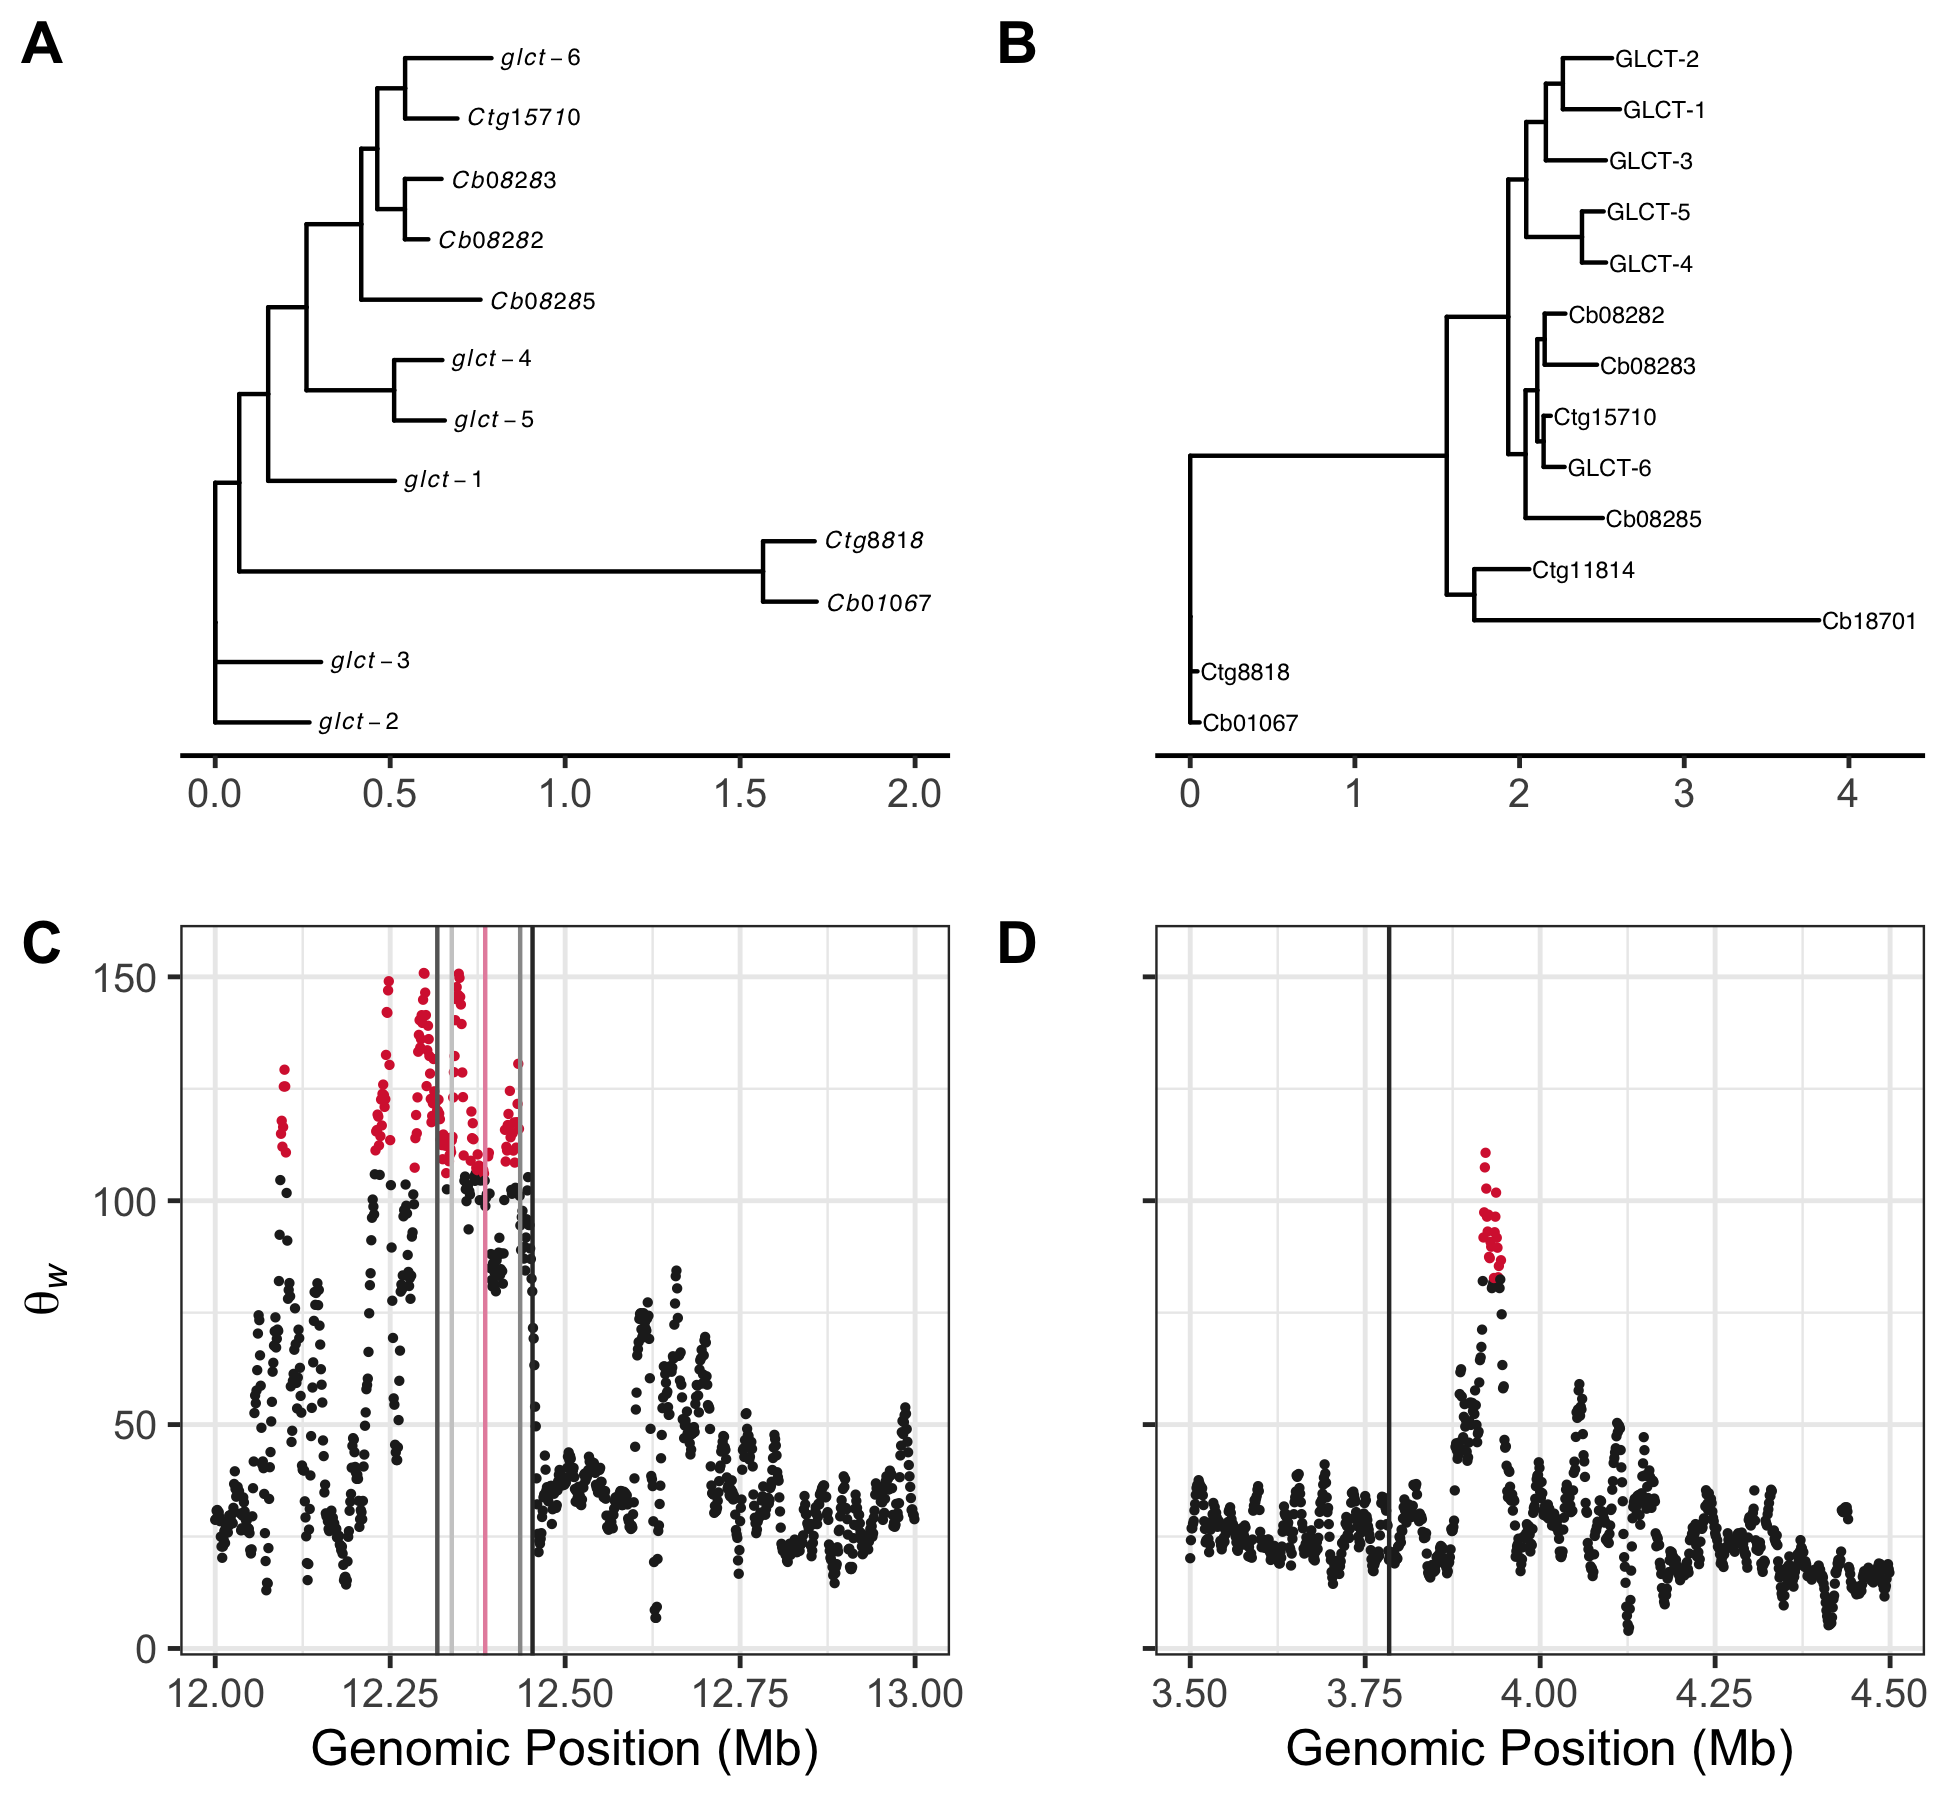 A
glct-6
Ctg15710
Cb08283
Cb08282
Cb08285
glct-4
glct-5
glct-1
Ctg8818
Cb01067
glct-3
glct-2
0.0 0.5 1.0 1.5 2.0
B
GLCT-2
GLCT-1
GLCT-3
GLCT-5
GLCT-4
Cb08282
Cb08283
Ctg15710
GLCT-6
Cb08285
Ctg11814
Cb18701
Ctg8818
Cb01067
0 1 2 3 4
C
θw
150
100
50
0
12.00 12.25 12.50 12.75 13.00
Genomic Position (Mb)
D
3.50 3.75 4.00 4.25 4.50
Genomic Position (Mb)